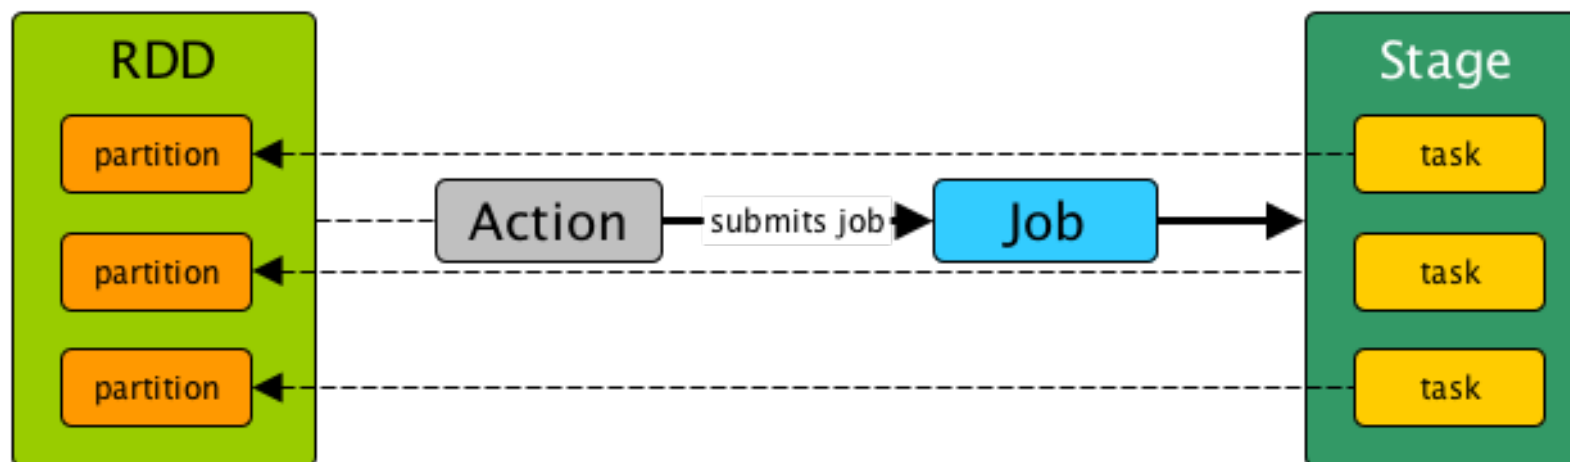 RDD
partition
partition
partition
Action
submits job
Job
Stage
task
task
task